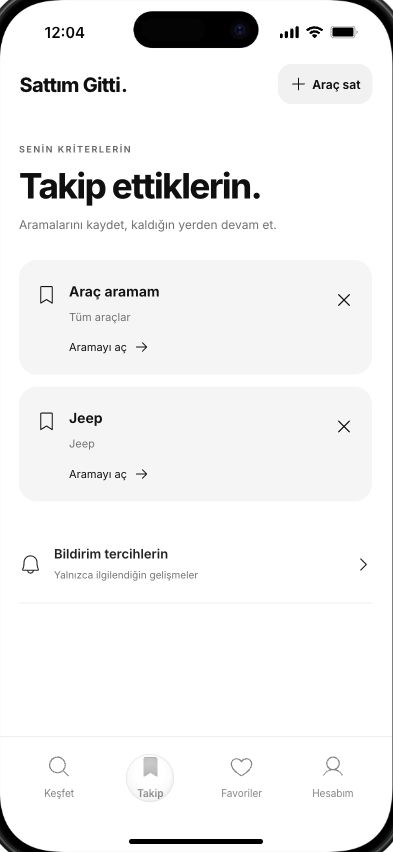 12:04
Sattım Gitti.
Araç sat
SENİN KRİTERLERİN
Takip ettiklerin.
Aramalarını kaydet, kaldığın yerden devam et.
Araç aramam
Tüm araçlar
Aramayı aç
Jeep
Jeep
Aramayı aç
Bildirim tercihlerin
Yalnızca ilgilendiğin gelişmeler
Keşfet Takip Favoriler Hesabım